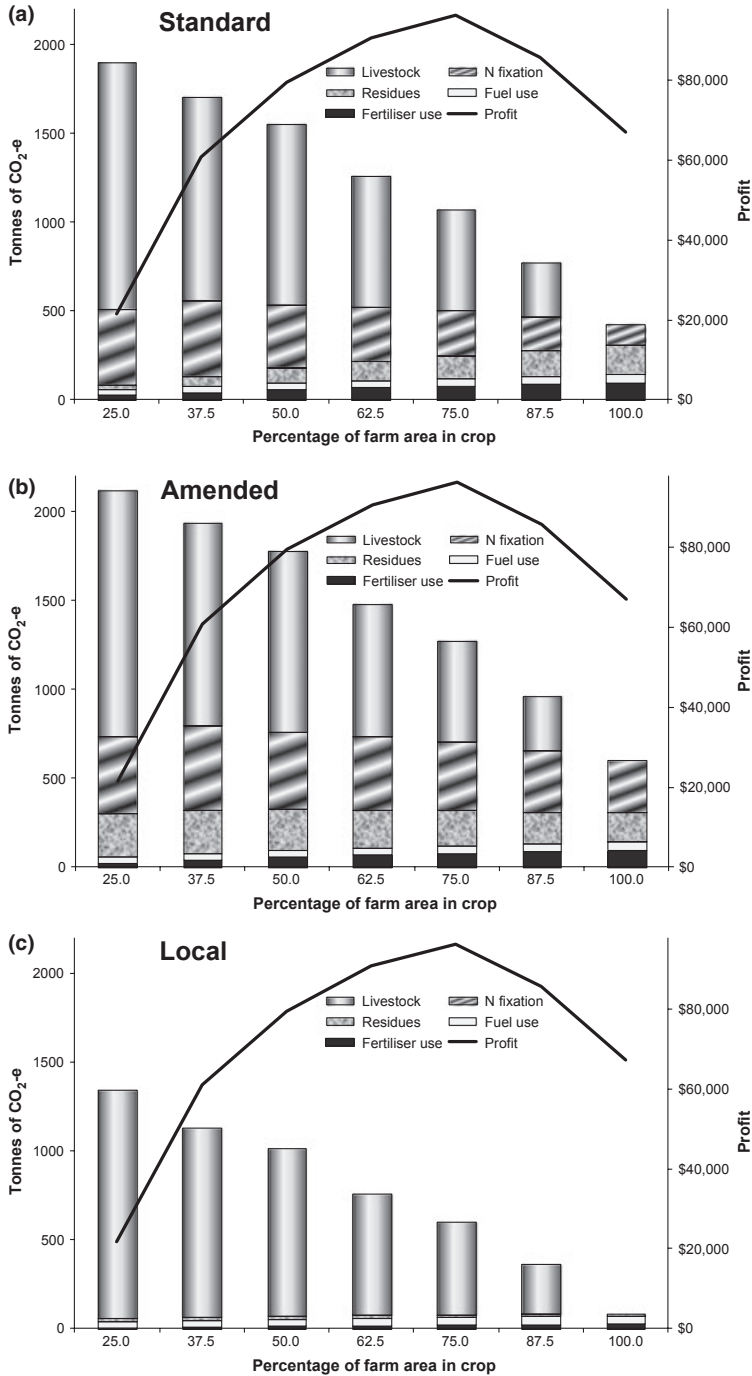 (a)
Standard
2000
1500
1000
500
0
Tonnes of CO2-e
Livestock
N fixation
Residues
Fuel use
Fertiliser use
Profit
$80,000
$60,000
$40,000
$20,000
$0
Profit
25.0 37.5 50.0 62.5 75.0 87.5 100.0
Percentage of farm area in crop
(b)
Amended
2000
1500
1000
500
0
Tonnes of CO2-e
Livestock
N fixation
Residues
Fuel use
Fertiliser use
Profit
$80,000
$60,000
$40,000
$20,000
$0
Profit
25.0 37.5 50.0 62.5 75.0 87.5 100.0
Percentage of farm area in crop
(c)
Local
2000
1500
1000
500
0
Tonnes of CO2-e
Livestock
N fixation
Residues
Fuel use
Fertiliser use
Profit
$80,000
$60,000
$40,000
$20,000
$0
Profit
25.0 37.5 50.0 62.5 75.0 87.5 100.0
Percentage of farm area in crop